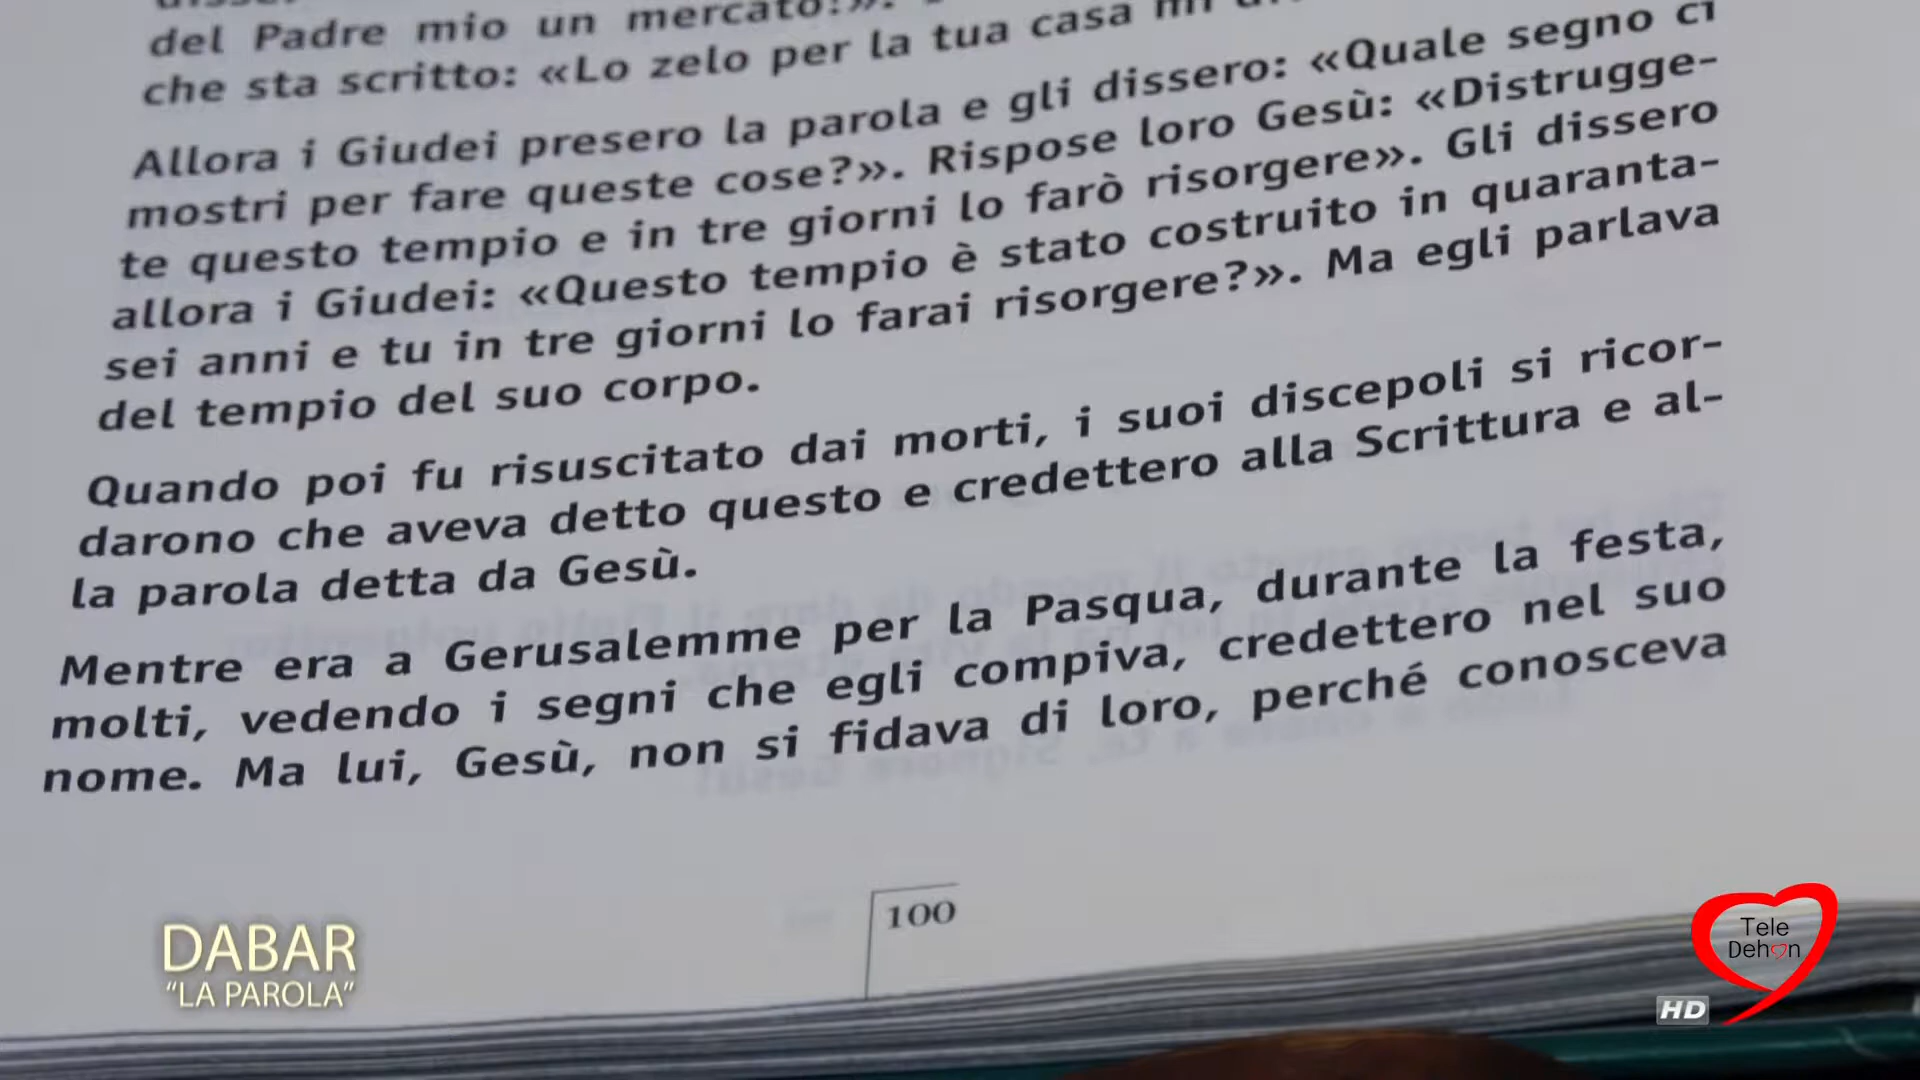 del Padre mio un mercato!».
che sta scritto: «Lo zelo per la tua casa mi
Allora i Giudei presero la parola e gli dissero: «Quale segno ci
mostri per fare queste cose?». Rispose loro Gesù: «Distrugge-
te questo tempio e in tre giorni lo farò risorgere». Gli dissero
allora i Giudei: «Questo tempio è stato costruito in quaranta-
sei anni e tu in tre giorni lo farai risorgere?». Ma egli parlava
del tempio del suo corpo.
Quando poi fu risuscitato dai morti, i suoi discepoli si ricor-
darono che aveva detto questo e credettero alla Scrittura e al-
la parola detta da Gesù.
Mentre era a Gerusalemme per la Pasqua, durante la festa,
molti, vedendo i segni che egli compiva, credettero nel suo
nome. Ma lui, Gesù, non si fidava di loro, perché conosceva
100
DABAR
“LA PAROLA”
Tele
Dehon
HD